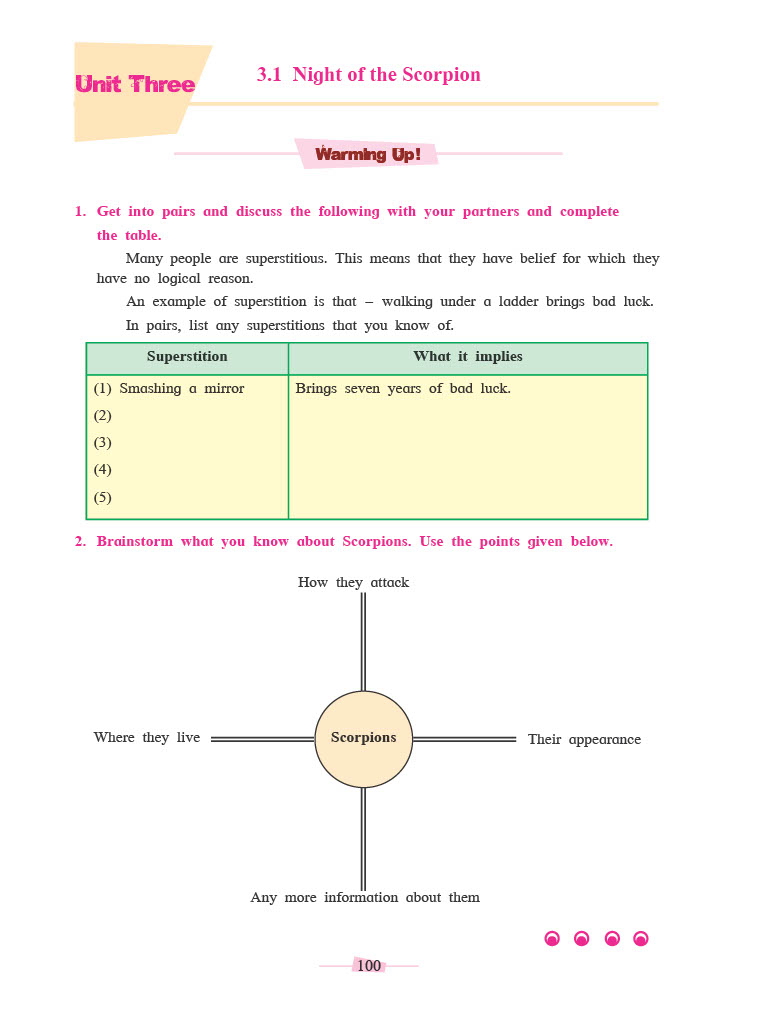 Unit Three
3.1 Night of the Scorpion
Warming Up!
1. Get into pairs and discuss the following with your partners and complete
the table.
Many people are superstitious. This means that they have belief for which they
have no logical reason.
An example of superstition is that – walking under a ladder brings bad luck.
In pairs, list any superstitions that you know of.
Superstition What it implies
(1) Smashing a mirror Brings seven years of bad luck.
(2)
(3)
(4)
(5)
2. Brainstorm what you know about Scorpions. Use the points given below.
How they attack
Where they live Scorpions Their appearance
Any more information about them
100